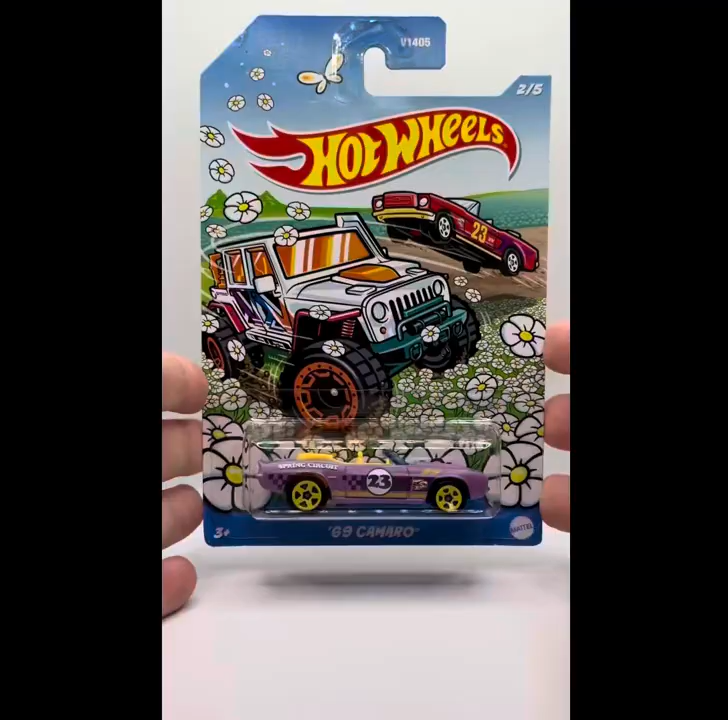 V1405
2/5
HOT WHEELS
23
SPRING CIRCUIT
23
'69 CAMARO
3+
MATTEL